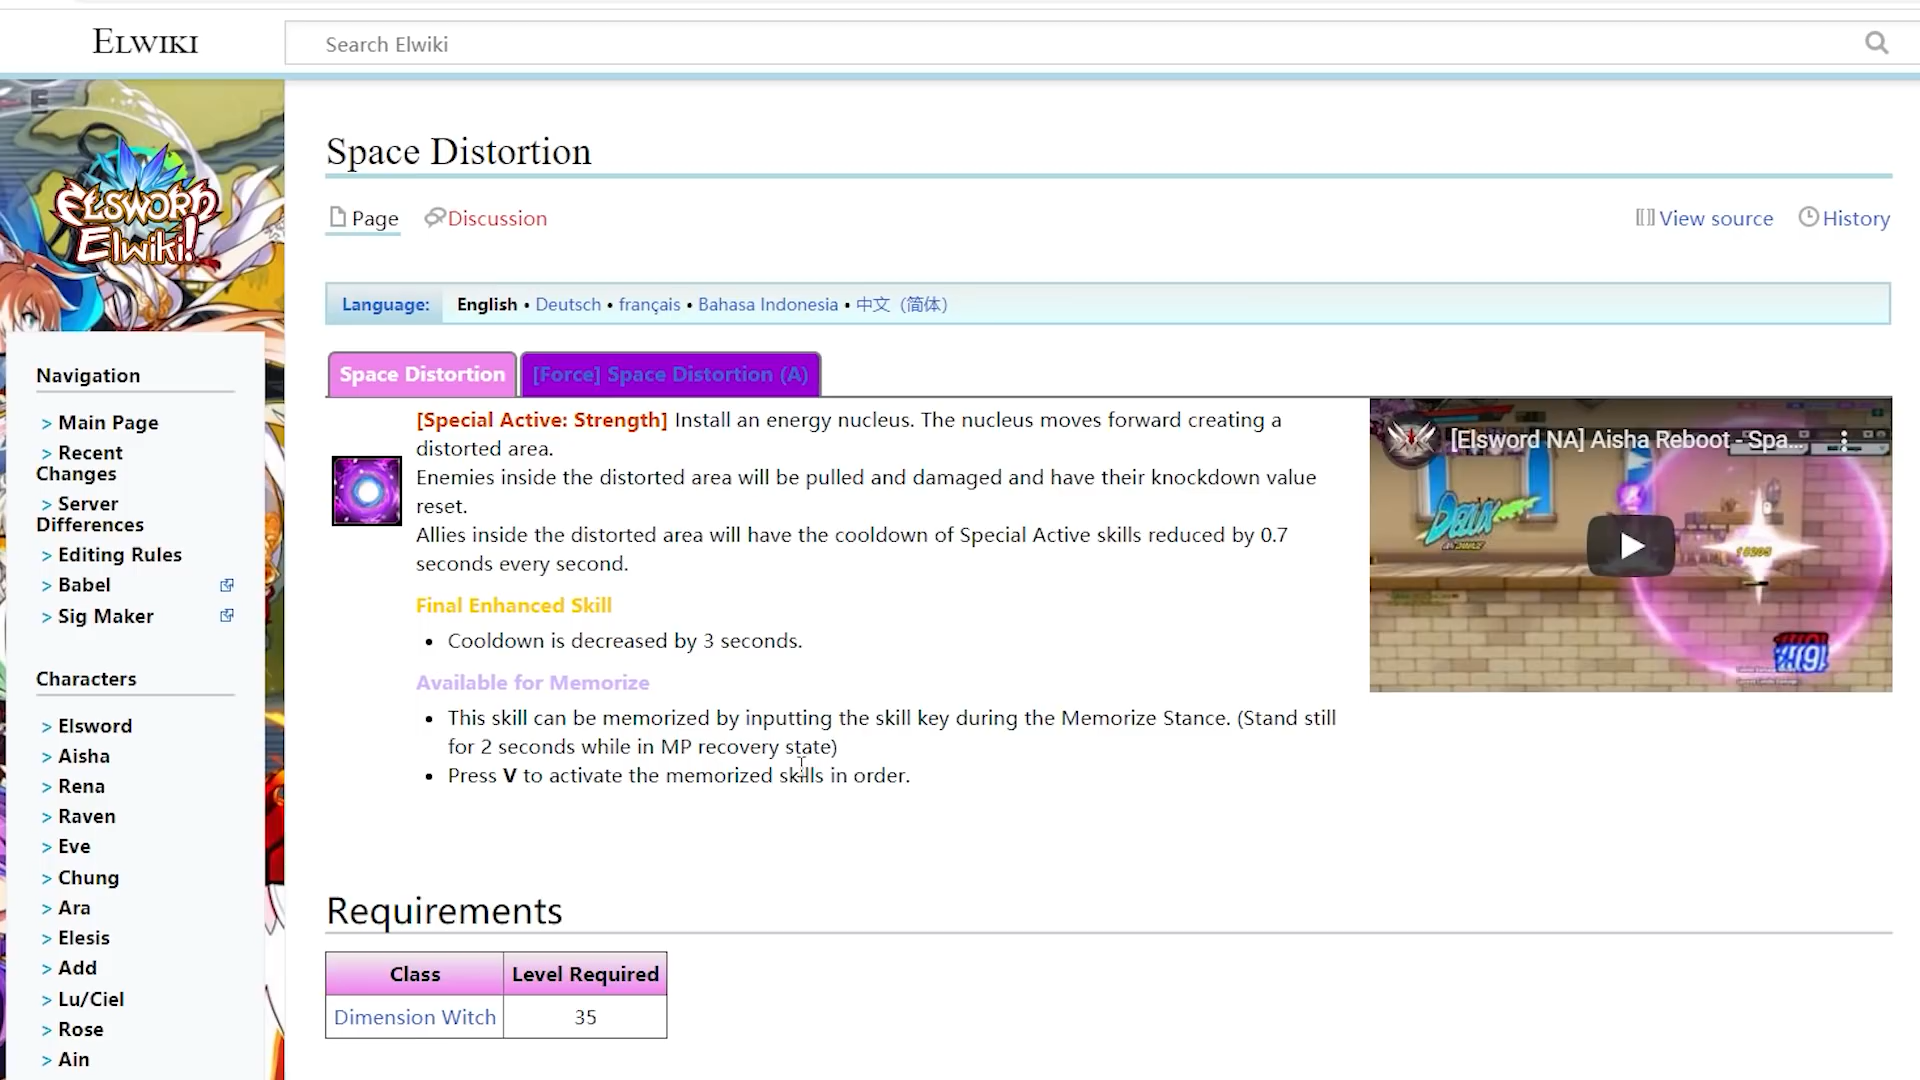 ELWIKI
Search Elwiki
ELSWORD
Elwiki!
Space Distortion
Page
Discussion
View source
History
Language:
English • Deutsch • français • Bahasa Indonesia • 中文（简体）
Space Distortion
[Force] Space Distortion (A)
[Special Active: Strength] Install an energy nucleus. The nucleus moves forward creating a
distorted area.
Enemies inside the distorted area will be pulled and damaged and have their knockdown value
reset.
Allies inside the distorted area will have the cooldown of Special Active skills reduced by 0.7
seconds every second.
Final Enhanced Skill
• Cooldown is decreased by 3 seconds.
Available for Memorize
• This skill can be memorized by inputting the skill key during the Memorize Stance. (Stand still
for 2 seconds while in MP recovery state)
• Press V to activate the memorized skills in order.
[Elsword NA] Aisha Reboot - Spa...
Requirements
Class
Level Required
Dimension Witch
35
Navigation
> Main Page
> Recent
Changes
> Server
Differences
> Editing Rules
> Babel
> Sig Maker
Characters
> Elsword
> Aisha
> Rena
> Raven
> Eve
> Chung
> Ara
> Elesis
> Add
> Lu/Ciel
> Rose
> Ain